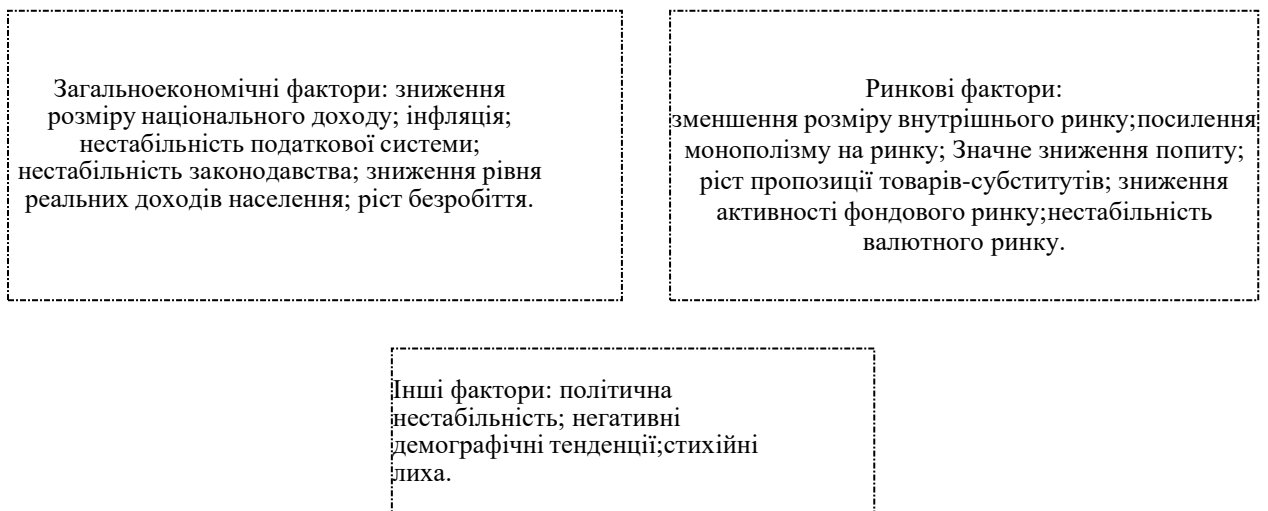 Загальноекономічні фактори: зниження
розміру національного доходу; інфляція;
нестабільність податкової системи;
нестабільність законодавства; зниження рівня
реальних доходів населення; ріст безробіття.
Ринкові фактори:
зменшення розміру внутрішнього ринку;посилення
монополізму на ринку; Значне зниження попиту;
ріст пропозиції товарів-субститутів; зниження
активності фондового ринку;нестабільність
валютного ринку.
Інші фактори: політична
нестабільність; негативні
демографічні тенденції;стихійні
лиха.